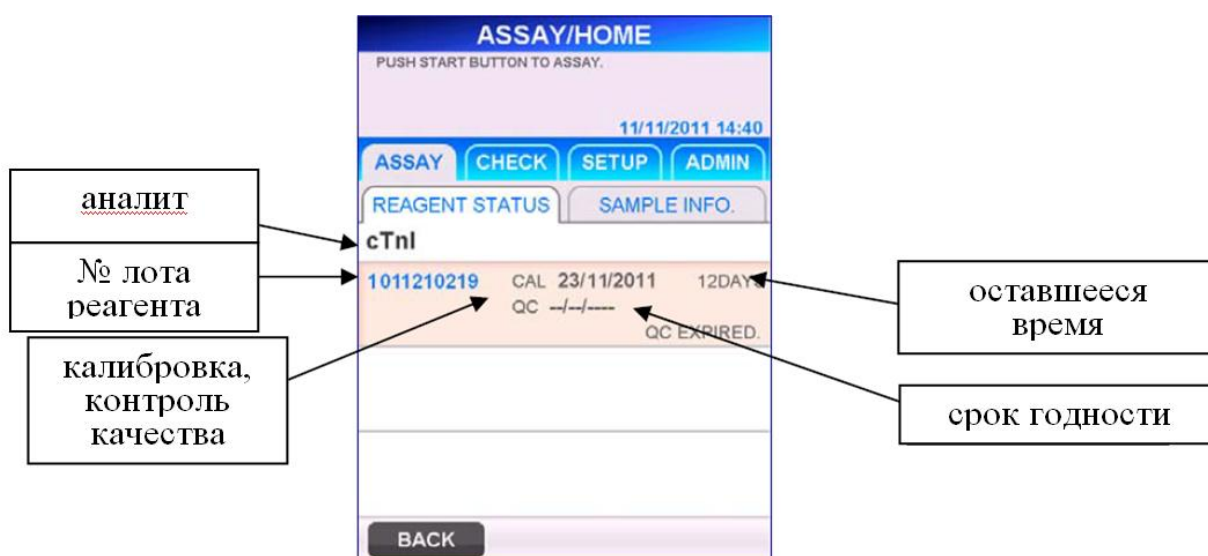 ASSAY/HOME
PUSH START BUTTON TO ASSAY.
11/11/2011 14:40
ASSAY CHECK SETUP ADMIN
REAGENT STATUS SAMPLE INFO.
cTnI
1011210219 CAL 23/11/2011 12DAYS
QC --/--/----
QC EXPIRED.
BACK
аналит
№ лота
реагента
калибровка,
контроль
качества
оставшееся
время
срок годности